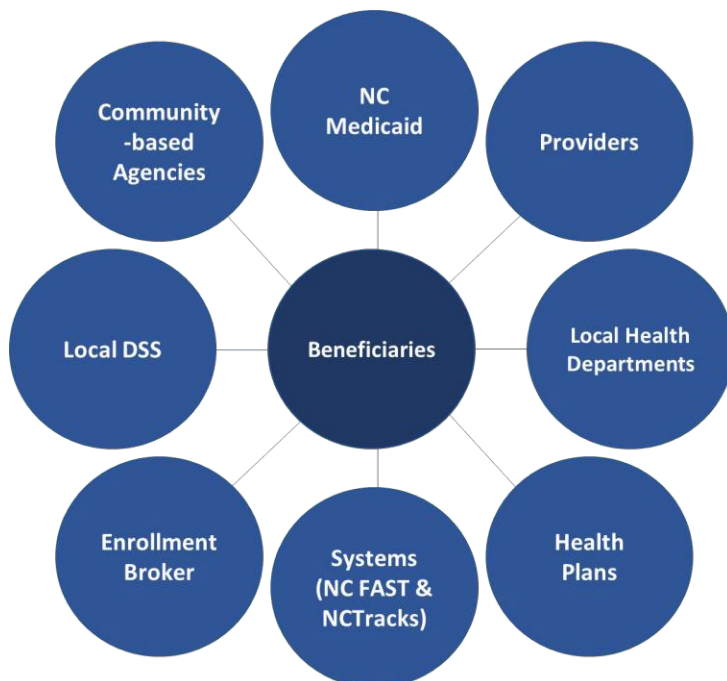 NC
Medicaid
Community
-based
Agencies
Providers
Local DSS
Beneficiaries
Local Health
Departments
Enrollment
Broker
Systems
(NC FAST &
NCTracks)
Health
Plans